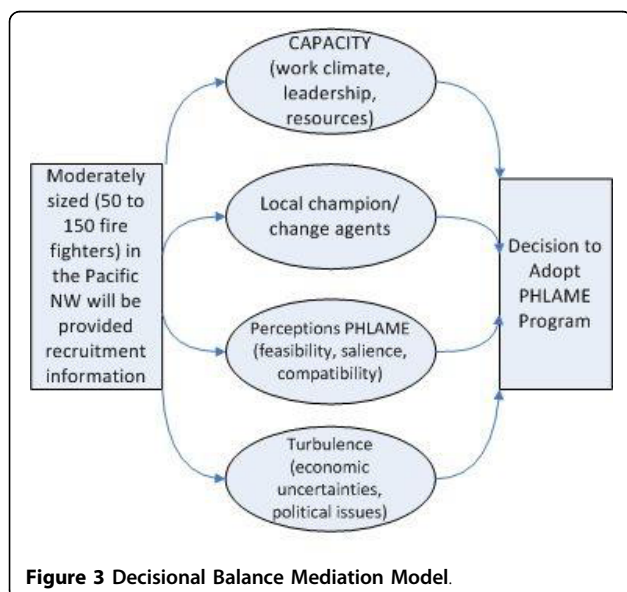 CAPACITY
(work climate,
leadership,
resources)
Moderately
sized (50 to
150 fire
fighters) in
the Pacific
NW will be
provided
recruitment
information
Local champion/
change agents
Perceptions PHLAME
(feasibility, salience,
compatibility)
Turbulence
(economic
uncertainties,
political issues)
Decision to
Adopt
PHLAME
Program
Figure 3 Decisional Balance Mediation Model.